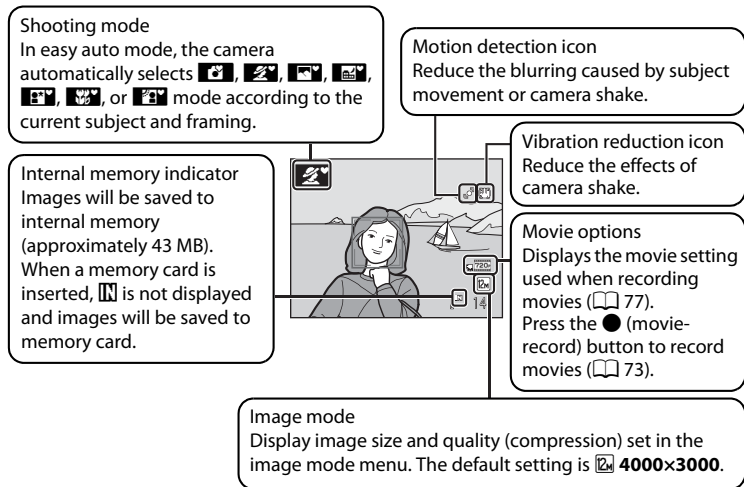 Shooting mode
In easy auto mode, the camera
automatically selects , , , ,
, , or mode according to the
current subject and framing.
Motion detection icon
Reduce the blurring caused by subject
movement or camera shake.
Vibration reduction icon
Reduce the effects of
camera shake.
Internal memory indicator
Images will be saved to
internal memory
(approximately 43 MB).
When a memory card is
inserted, IN is not displayed
and images will be saved to
memory card.
Movie options
Displays the movie setting
used when recording
movies ( 77).
Press the ● (movie-
record) button to record
movies ( 73).
720
12M
IN
14
Image mode
Display image size and quality (compression) set in the
image mode menu. The default setting is 12M 4000×3000.